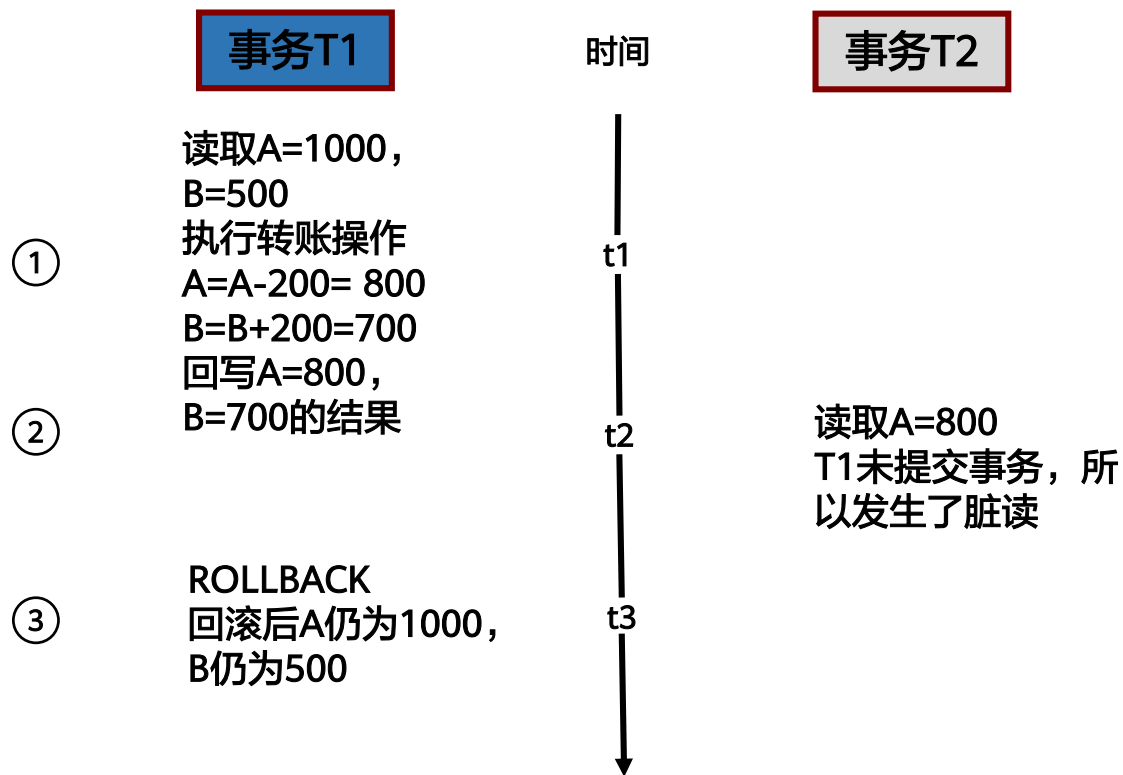 事务T1
时间
事务T2
①
读取A=1000，
B=500
执行转账操作
A=A-200= 800
B=B+200=700
回写A=800，
B=700的结果
t1
②
t2
读取A=800
T1未提交事务，所
以发生了脏读
③
ROLLBACK
回滚后A仍为1000，
B仍为500
t3